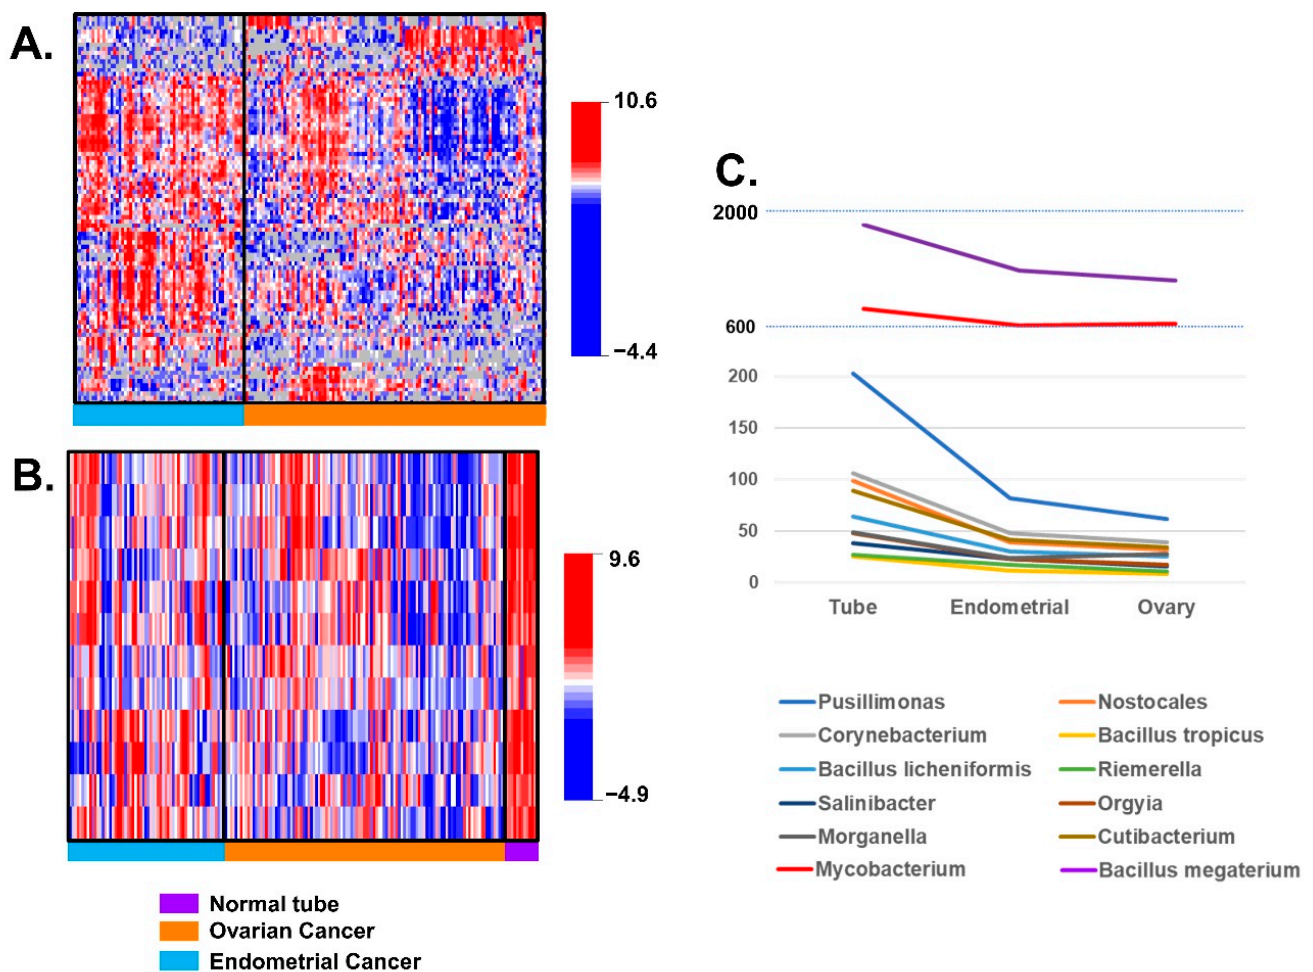 A.
10.6
−4.4
B.
9.6
−4.9
Normal tube
Ovarian Cancer
Endometrial Cancer
C.
2000
600
200
150
100
50
0
Tube Endometrial Ovary
Pusillimonas Nostocales
Corynebacterium Bacillus tropicus
Bacillus licheniformis Riemerella
Salinibacter Orgyia
Morganella Cutibacterium
Mycobacterium Bacillus megaterium